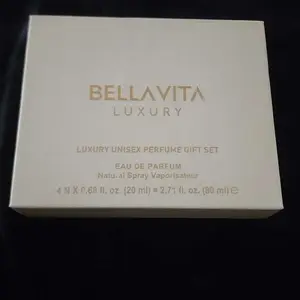 BELLAVITA
LUXURY
LUXURY UNISEX PERFUME GIFT SET
EAU DE PARFUM
Natural Spray Vaporisateur
4 N X 0.68 fl. oz. (20 ml) = 2.71 fl. oz. (80 ml) ℮